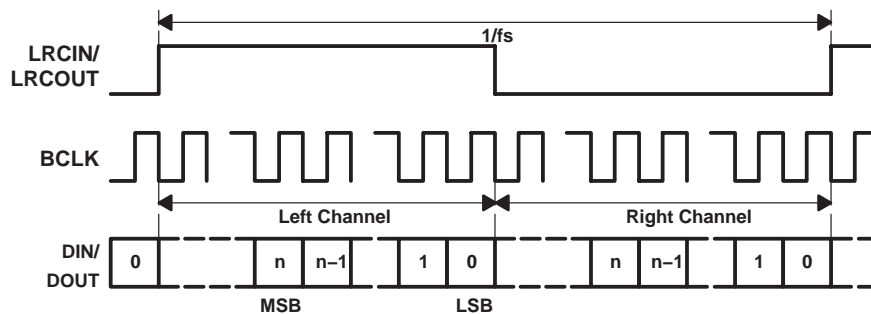 1/fs
LRCIN/
LRCOUT
BCLK
Left Channel Right Channel
DIN/
DOUT
0 n n−1 1 0 n n−1 1 0
MSB LSB